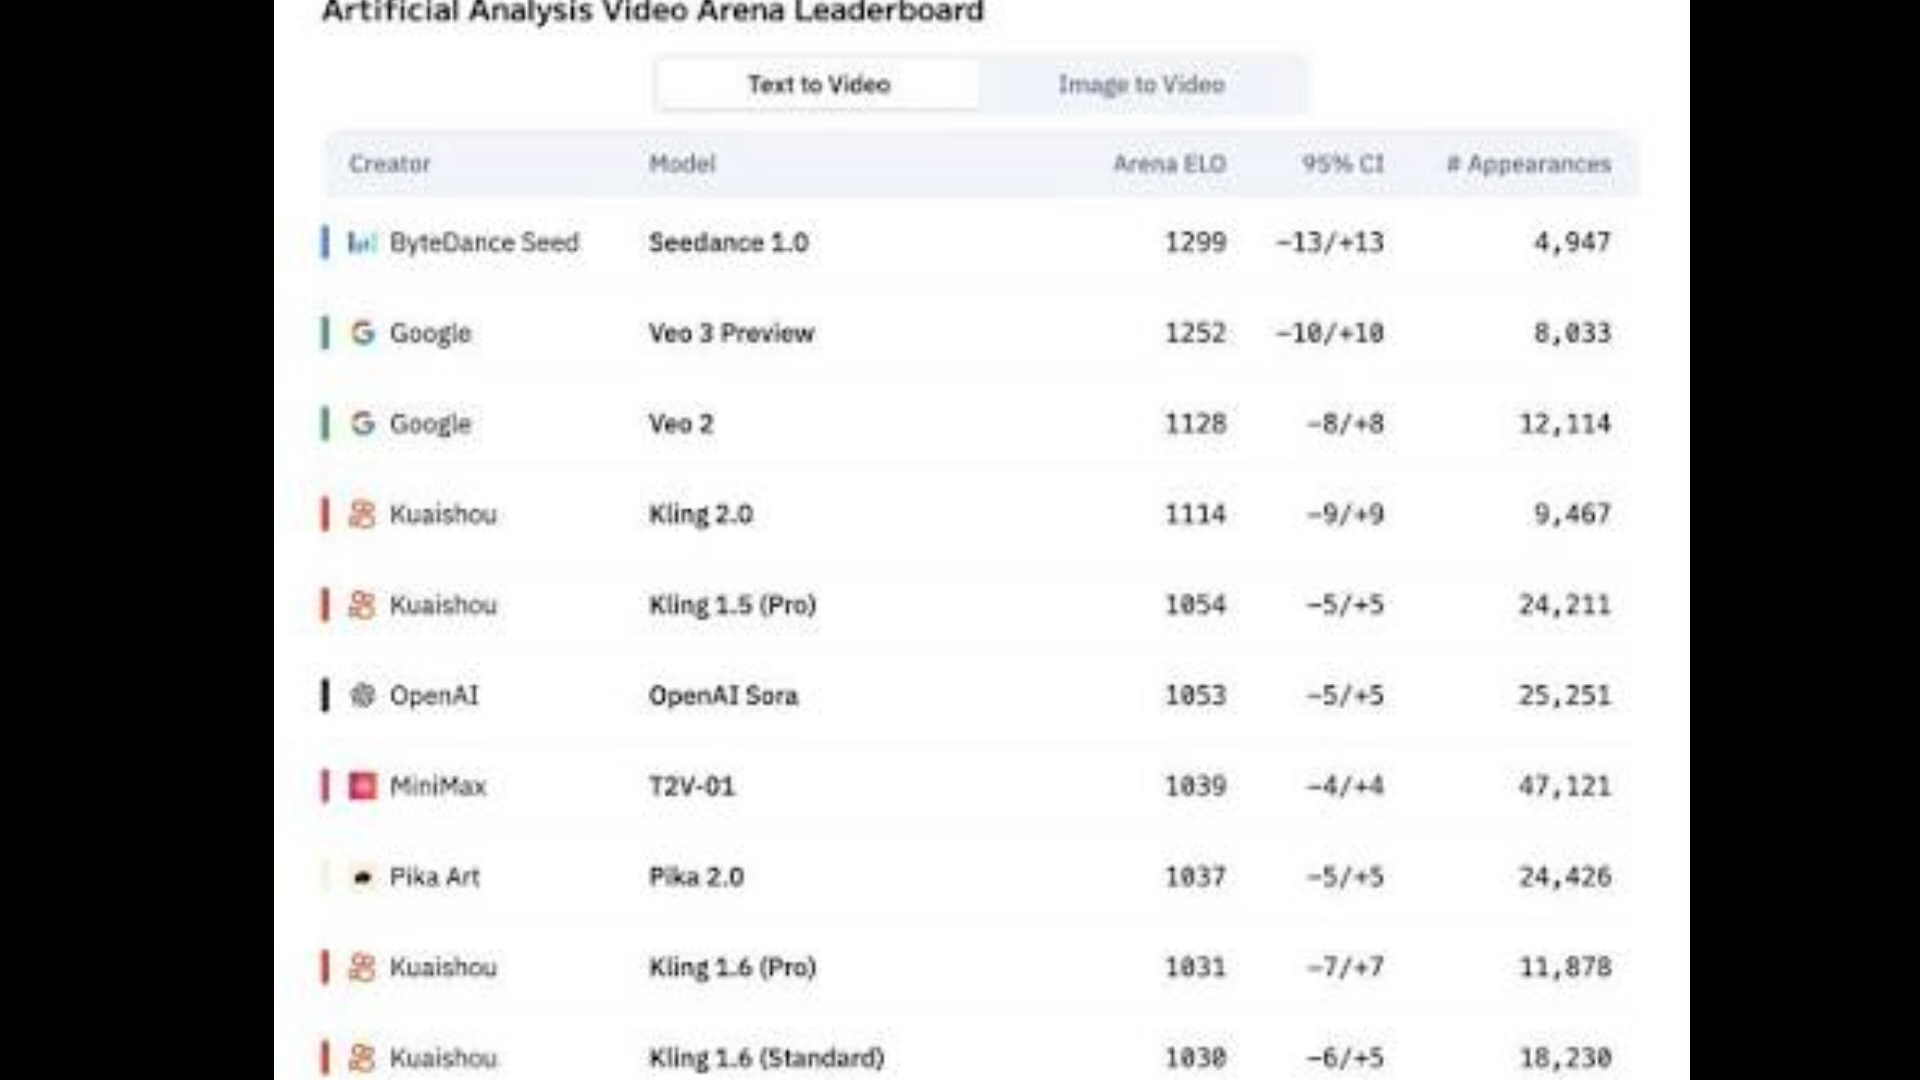 Artificial Analysis Video Arena Leaderboard
Text to Video Image to Video
Creator Model Arena ELO 95% CI # Appearances
ByteDance Seed Seedance 1.0 1299 -13/+13 4,947
Google Veo 3 Preview 1252 -10/+10 8,033
Google Veo 2 1128 -8/+8 12,114
Kuaishou Kling 2.0 1114 -9/+9 9,467
Kuaishou Kling 1.5 (Pro) 1054 -5/+5 24,211
OpenAI OpenAI Sora 1053 -5/+5 25,251
MiniMax T2V-01 1039 -4/+4 47,121
Pika Art Pika 2.0 1037 -5/+5 24,426
Kuaishou Kling 1.6 (Pro) 1031 -7/+7 11,878
Kuaishou Kling 1.6 (Standard) 1030 -6/+5 18,230